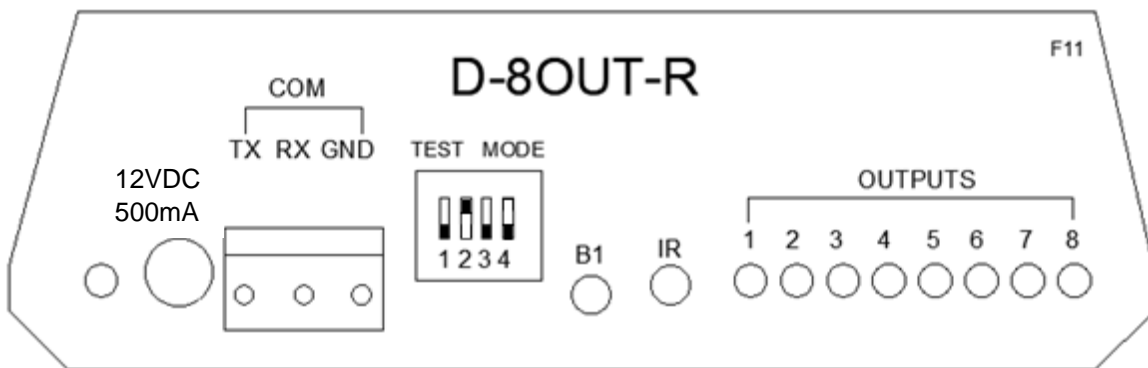 F11
D-8OUT-R
COM
TX RX GND
TEST MODE
12VDC
500mA
OUTPUTS
1 2 3 4 5 6 7 8
B1
IR
1 2 3 4